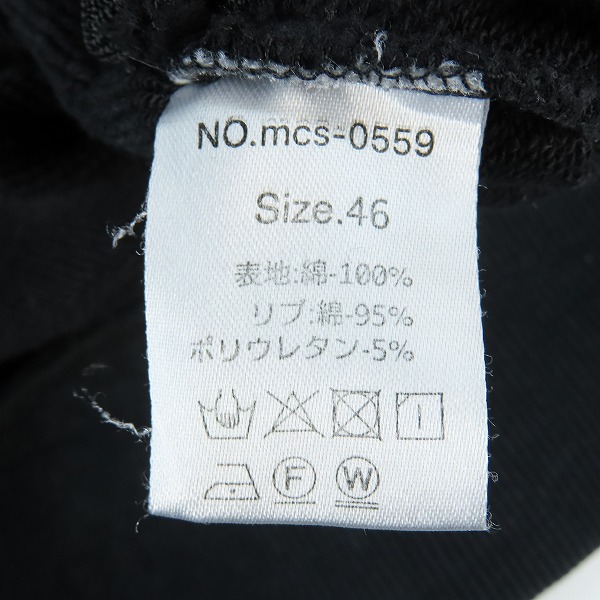 NO.mcs-0559
Size.46
表地:綿-100%
リブ:綿-95%
ポリウレタン-5%
F W